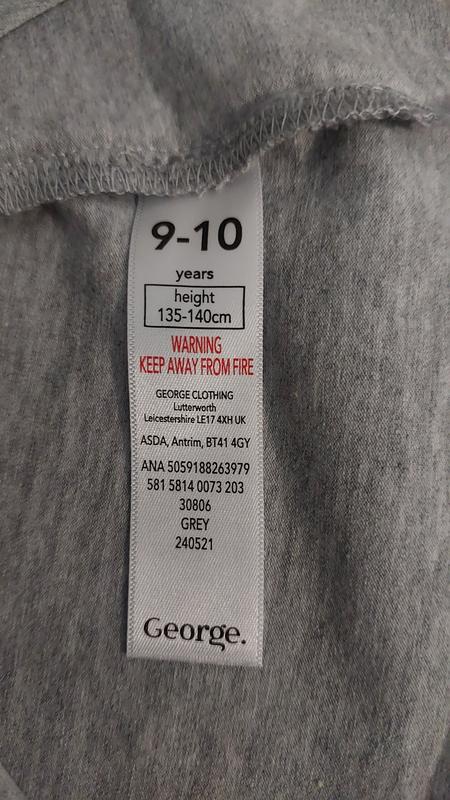 9-10
years
height
135-140cm
WARNING
KEEP AWAY FROM FIRE
GEORGE CLOTHING
Lutterworth
Leicestershire LE17 4XH UK
ASDA, Antrim, BT41 4GY
ANA 5059188263979
581 5814 0073 203
30806
GREY
240521
George.